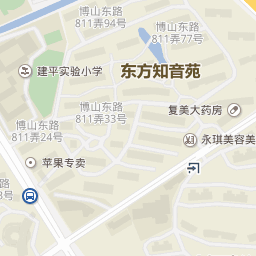 博山东路
811弄94号
博山东路
811弄77号
东方知音苑
建平实验小学
博山东路
811弄33号
复美大药房
博山东路
811弄24号
永琪美容美
苹果专卖
路
号